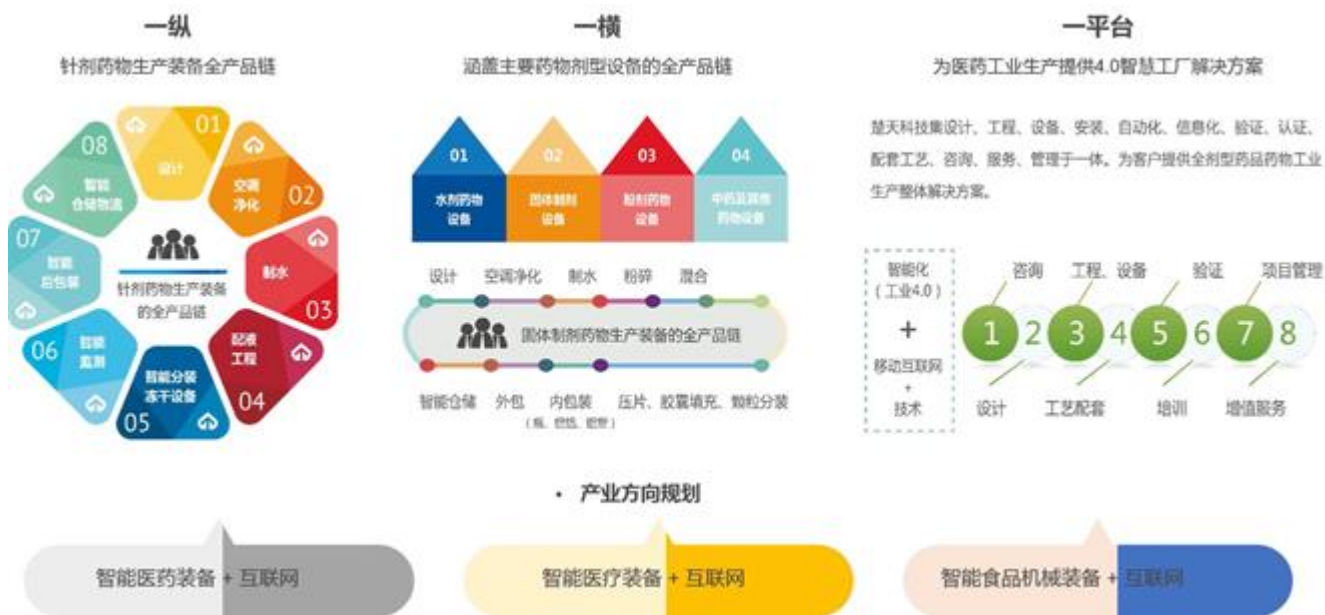 一纵
针剂药物生产装备全产品链
01
设计
02
空调
净化
03
制水
04
配液
工程
05
智能分装
冻干设备
06
智能
监测
07
智能
后包装
08
智能
仓储物流
针剂药物生产装备
的全产品链
一横
涵盖主要药物剂型设备的全产品链
01
02
03
04
水剂药物
设备
固体制剂
设备
粉剂药物
设备
中药及其他
药物设备
设计 空调净化 制水 粉碎 混合
固体制剂药物生产装备的全产品链
智能仓储 外包 内包装 压片、胶囊填充、颗粒分装
一平台
为医药工业生产提供4.0智慧工厂解决方案
楚天科技集设计、工程、设备、安装、自动化、信息化、验证、认证、
配套工艺、咨询、服务、管理于一体。为客户提供全剂型药品药物工业
生产整体解决方案。
智能化
（工业4.0）
+
移动互联网
+
技术
咨询 工程、设备 验证 项目管理
1 2 3 4 5 6 7 8
设计 工艺配套 培训 增值服务
• 产业方向规划
智能医药装备 + 互联网
智能医疗装备 + 互联网
智能食品机械装备 + 互联网